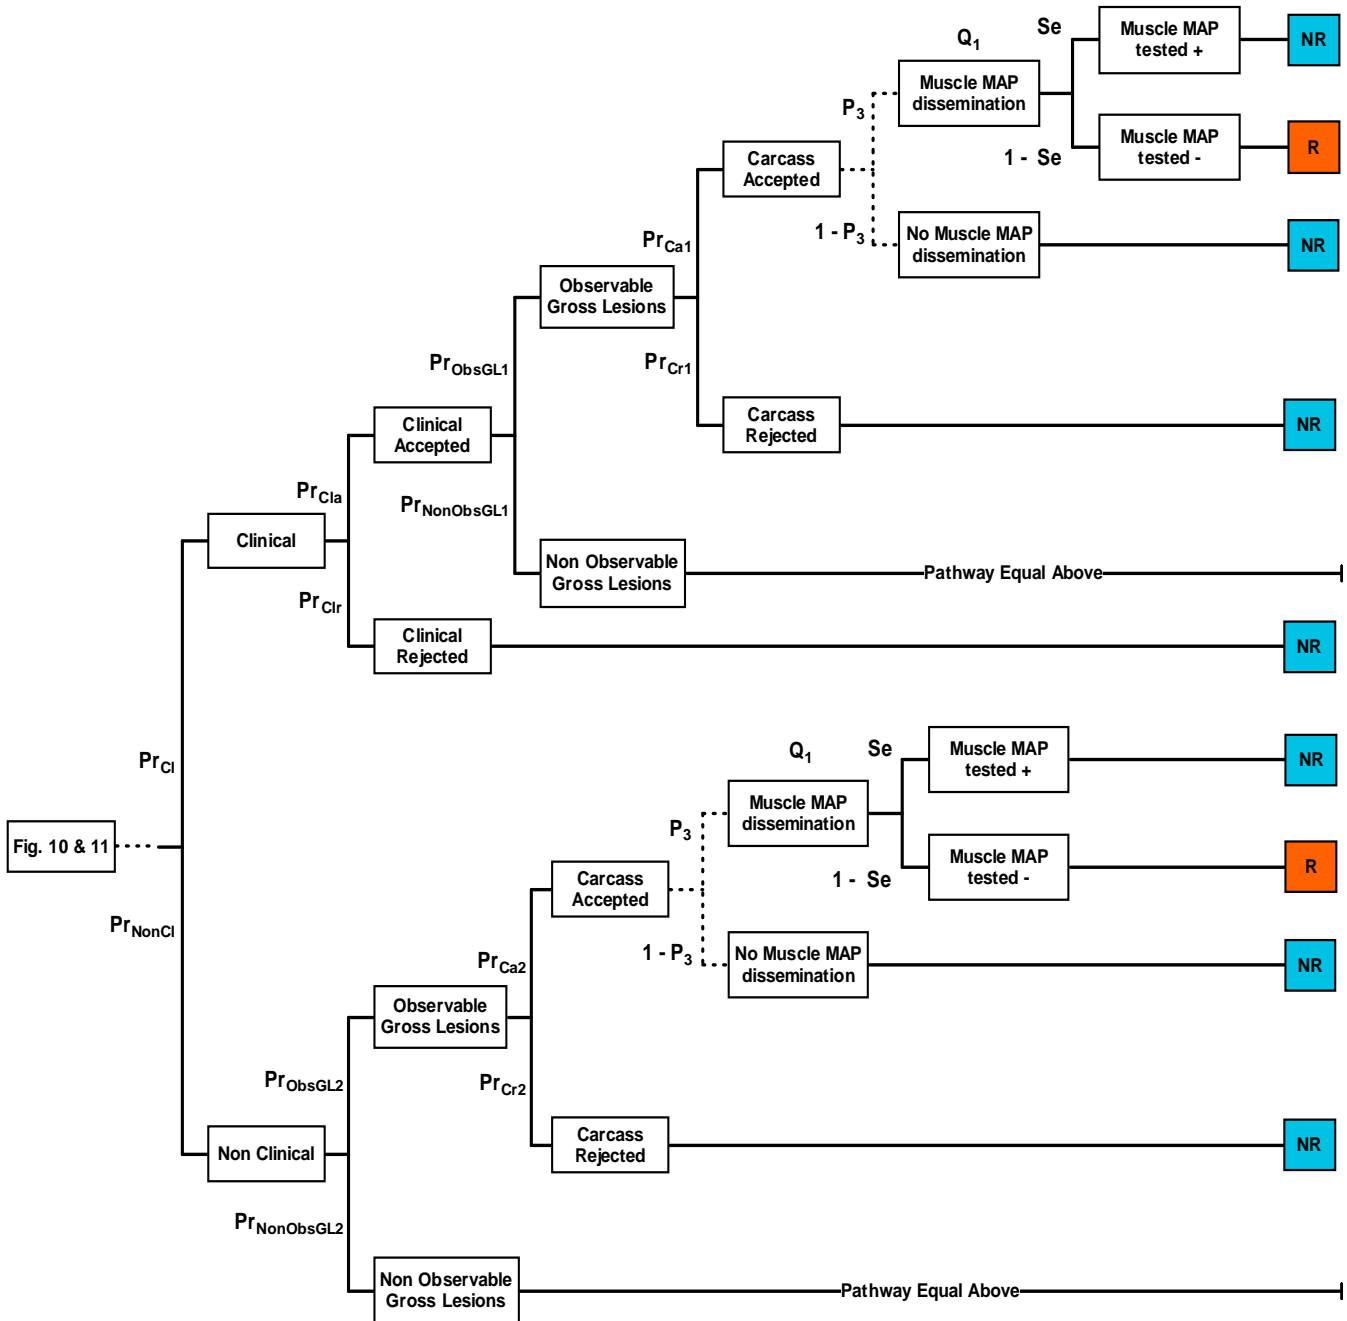 Q1
Se
Muscle MAP
tested +
NR
Muscle MAP
dissemination
P3
1 - Se
Muscle MAP
tested -
R
Carcass
Accepted
1 - P3
No Muscle MAP
dissemination
NR
PrCa1
Observable
Gross Lesions
PrObsGL1
PrCr1
Carcass
Rejected
NR
Clinical
Accepted
PrCla
PrNonObsGL1
Clinical
Non Observable
Gross Lesions
Pathway Equal Above
PrClr
Clinical
Rejected
NR
PrCl
Fig. 10 & 11
PrNonCl
Q1
Se
Muscle MAP
tested +
NR
Muscle MAP
dissemination
P3
1 - Se
Muscle MAP
tested -
R
Carcass
Accepted
1 - P3
No Muscle MAP
dissemination
NR
PrCa2
Observable
Gross Lesions
PrObsGL2
PrCr2
Carcass
Rejected
NR
Non Clinical
PrNonObsGL2
Non Observable
Gross Lesions
Pathway Equal Above